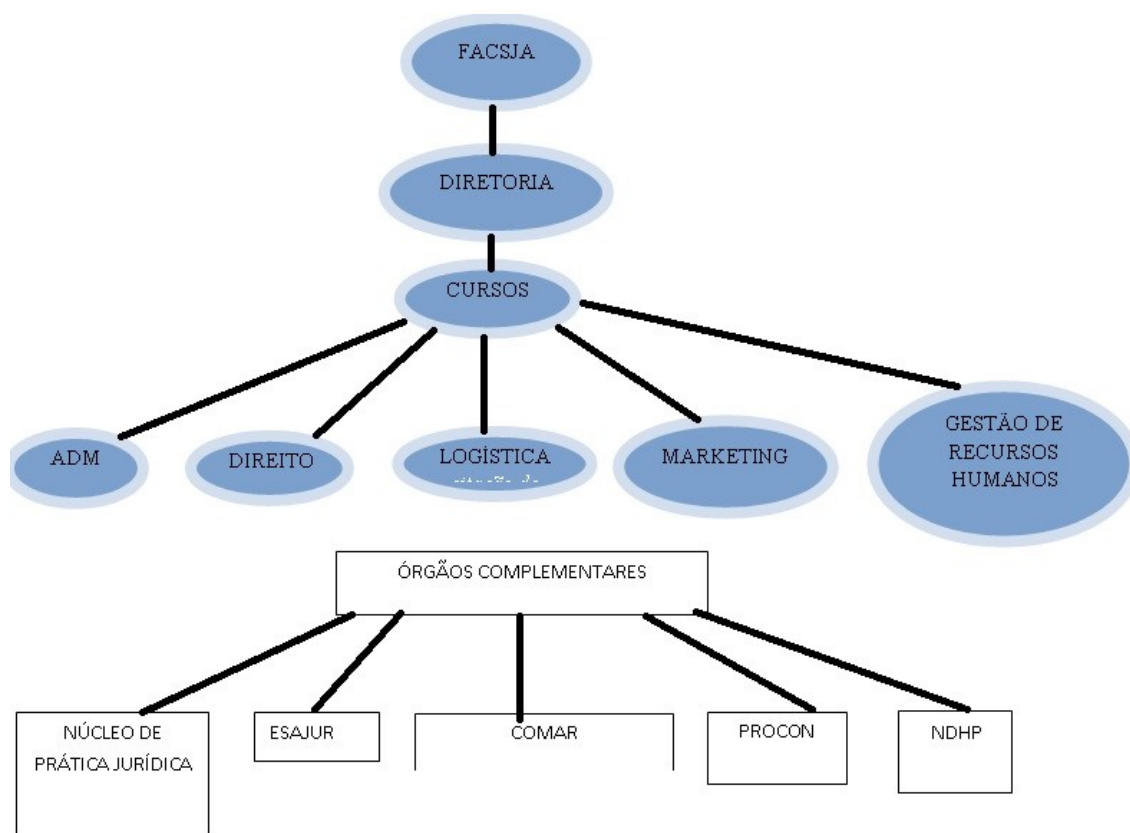 FACSJA
DIRETORIA
CURSOS
ADM
DIREITO
LOGÍSTICA
MARKETING
GESTÃO DE
RECURSOS
HUMANOS
ÓRGÃOS COMPLEMENTARES
NÚCLEO DE
PRÁTICA JURÍDICA
ESAJUR
COMAR
PROCON
NDHP